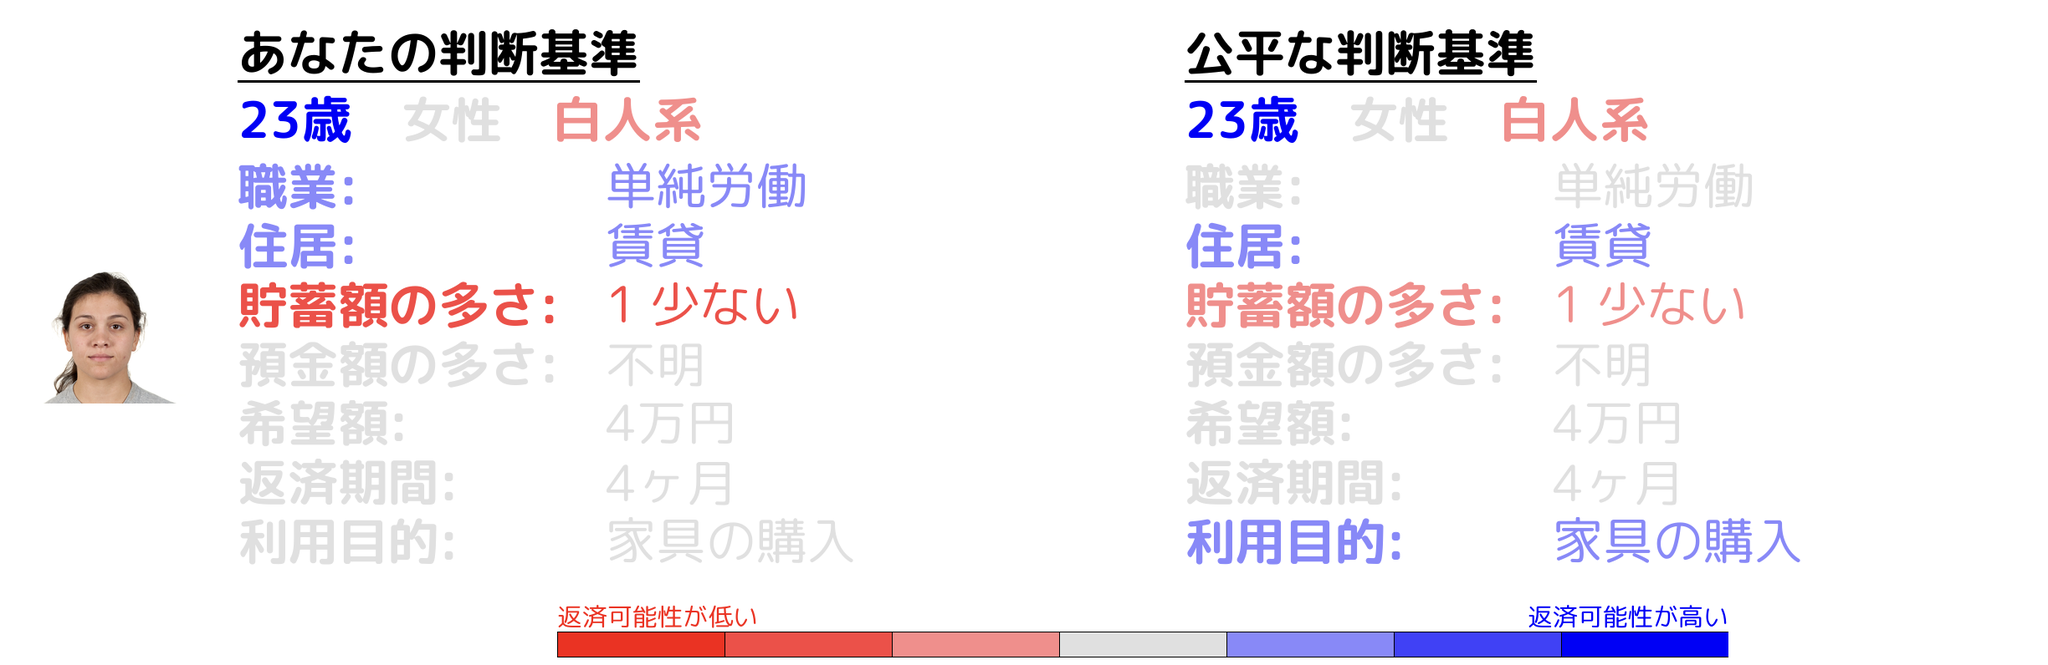 あなたの判断基準
23歳 女性 白人系
職業: 単純労働
住居: 賃貸
貯蓄額の多さ: 1 少ない
預金額の多さ: 不明
希望額: 4万円
返済期間: 4ヶ月
利用目的: 家具の購入
公平な判断基準
23歳 女性 白人系
職業: 単純労働
住居: 賃貸
貯蓄額の多さ: 1 少ない
預金額の多さ: 不明
希望額: 4万円
返済期間: 4ヶ月
利用目的: 家具の購入
返済可能性が低い
返済可能性が高い